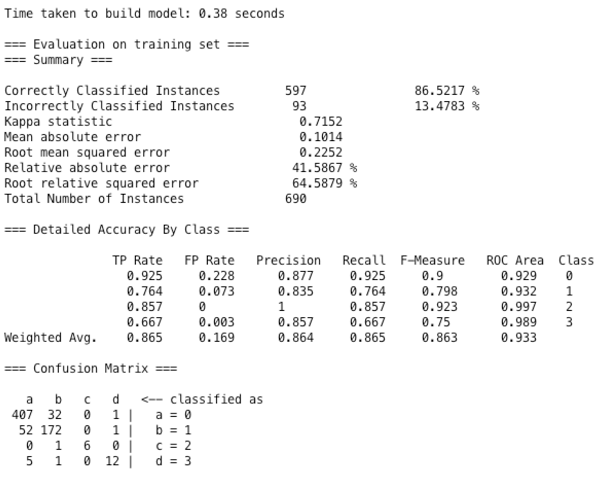 Time taken to build model: 0.38 seconds
=== Evaluation on training set ===
=== Summary ===
Correctly Classified Instances 597 86.5217 %
Incorrectly Classified Instances 93 13.4783 %
Kappa statistic 0.7152
Mean absolute error 0.1014
Root mean squared error 0.2252
Relative absolute error 41.5867 %
Root relative squared error 64.5879 %
Total Number of Instances 690
=== Detailed Accuracy By Class ===
TP Rate FP Rate Precision Recall F-Measure ROC Area Class
0.925 0.228 0.877 0.925 0.9 0.929 0
0.764 0.073 0.835 0.764 0.798 0.932 1
0.857 0 1 0.857 0.923 0.997 2
0.667 0.003 0.857 0.667 0.75 0.989 3
Weighted Avg. 0.865 0.169 0.864 0.865 0.863 0.933
=== Confusion Matrix ===
a b c d <-- classified as
407 32 0 1 | a = 0
52 172 0 1 | b = 1
0 1 6 0 | c = 2
5 1 0 12 | d = 3